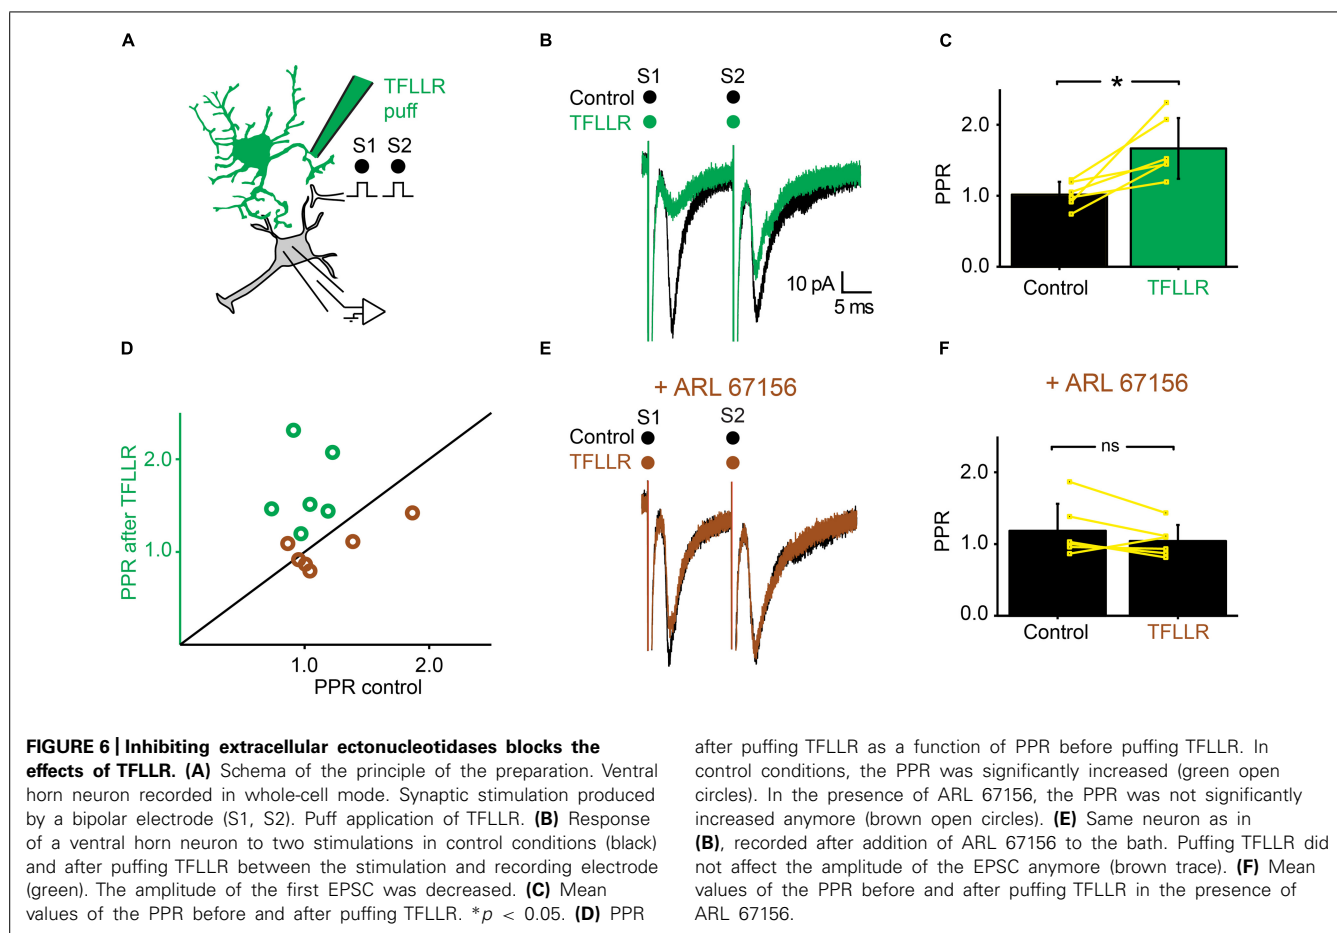 A
TFLLR
puff
S1 S2
B
S1 S2
Control
TFLLR
10 pA
5 ms
C
*
PPR
2.0
1.0
0.0
Control TFLLR
D
PPR after TFLLR
2.0
1.0
1.0 2.0
PPR control
E
+ ARL 67156
S1 S2
Control
TFLLR
F
+ ARL 67156
ns
PPR
2.0
1.0
0.0
Control TFLLR
FIGURE 6 | Inhibiting extracellular ectonucleotidases blocks the
effects of TFLLR. (A) Schema of the principle of the preparation. Ventral
horn neuron recorded in whole-cell mode. Synaptic stimulation produced
by a bipolar electrode (S1, S2). Puff application of TFLLR. (B) Response
of a ventral horn neuron to two stimulations in control conditions (black)
and after puffing TFLLR between the stimulation and recording electrode
(green). The amplitude of the first EPSC was decreased. (C) Mean
values of the PPR before and after puffing TFLLR. *p < 0.05. (D) PPR
after puffing TFLLR as a function of PPR before puffing TFLLR. In
control conditions, the PPR was significantly increased (green open
circles). In the presence of ARL 67156, the PPR was not significantly
increased anymore (brown open circles). (E) Same neuron as in
(B), recorded after addition of ARL 67156 to the bath. Puffing TFLLR did
not affect the amplitude of the EPSC anymore (brown trace). (F) Mean
values of the PPR before and after puffing TFLLR in the presence of
ARL 67156.